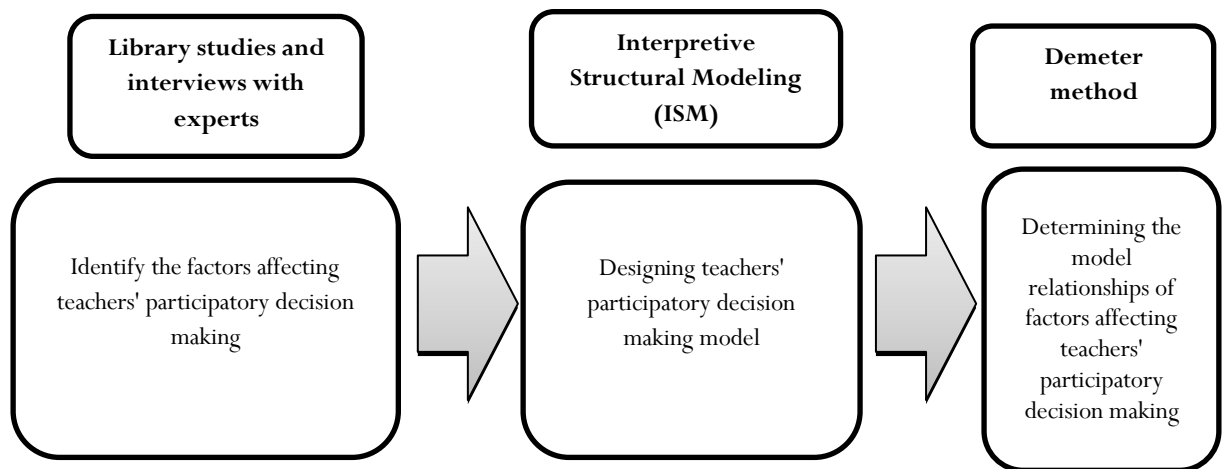 Library studies and
interviews with
experts
Interpretive
Structural Modeling
(ISM)
Demeter
method
Identify the factors affecting
teachers' participatory decision
making
Designing teachers'
participatory decision
making model
Determining the
model
relationships of
factors affecting
teachers'
participatory
decision making